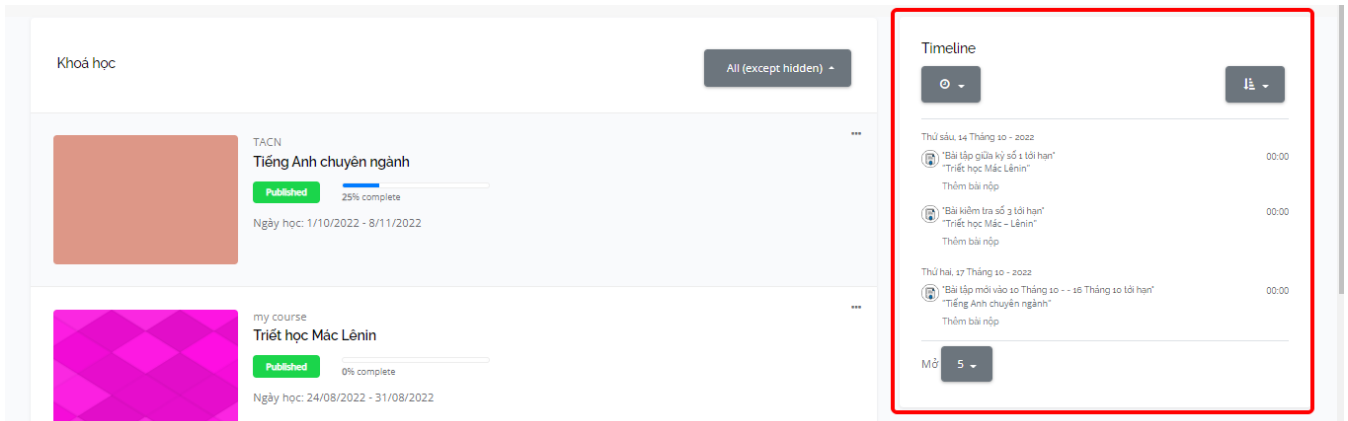 Khoá học
All (except hidden)
TACN
Tiếng Anh chuyên ngành
Published
25% complete
Ngày học: 1/10/2022 - 8/11/2022
my course
Triết học Mác Lênin
Published
0% complete
Ngày học: 24/08/2022 - 31/08/2022
Timeline
Thứ sáu, 14 Tháng 10 - 2022
"Bài tập giữa kỳ số 1 tới hạn"
00:00
"Triết học Mác Lênin"
Thêm bài nộp
"Bài kiểm tra số 3 tới hạn"
00:00
"Triết học Mác – Lênin"
Thêm bài nộp
Thứ hai, 17 Tháng 10 - 2022
"Bài tập mới vào 10 Tháng 10 - - 16 Tháng 10 tới hạn"
00:00
"Tiếng Anh chuyên ngành"
Thêm bài nộp
Mở 5